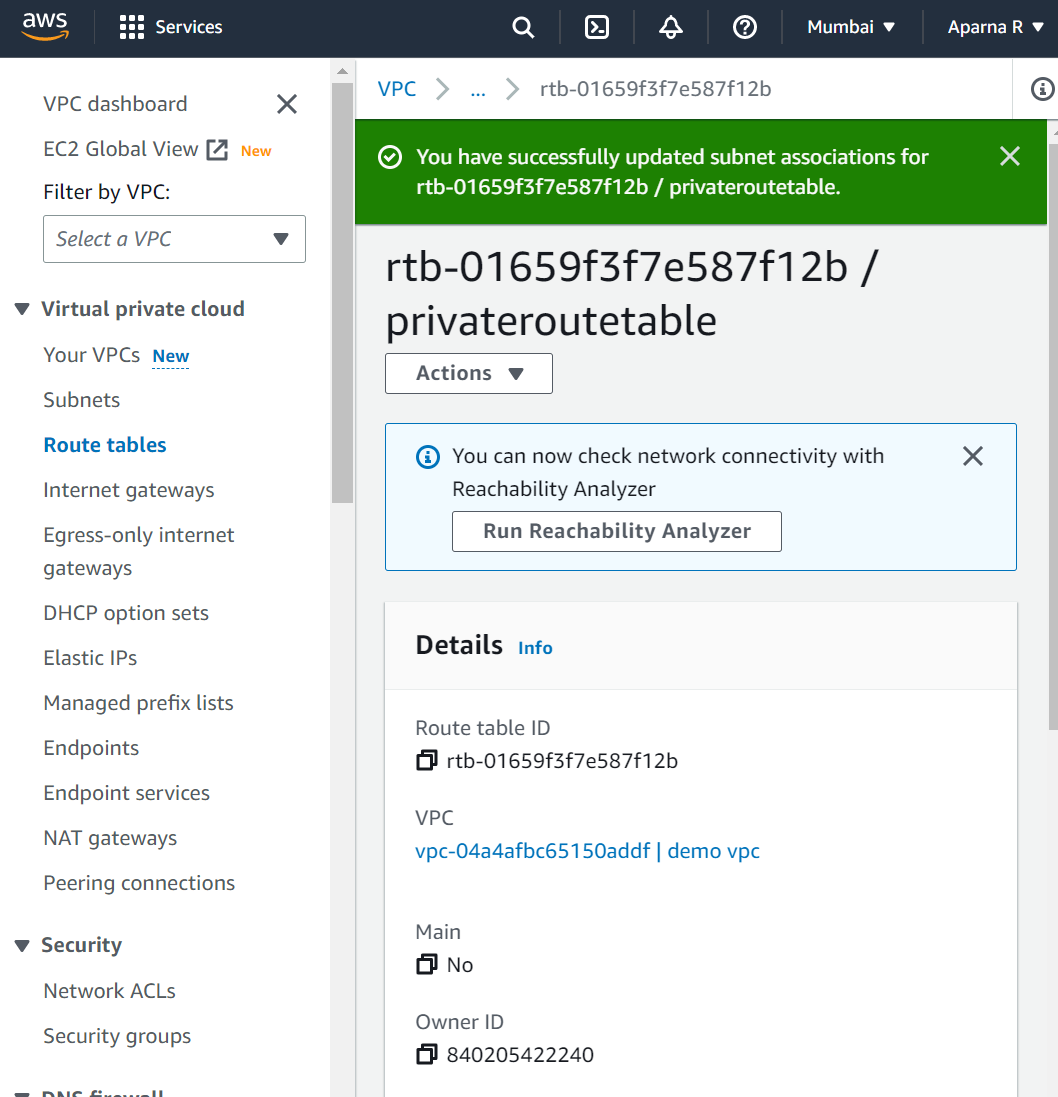 aws
Services
Mumbai
Aparna R
VPC dashboard
EC2 Global View New
Filter by VPC:
Select a VPC
Virtual private cloud
Your VPCs New
Subnets
Route tables
Internet gateways
Egress-only internet
gateways
DHCP option sets
Elastic IPs
Managed prefix lists
Endpoints
Endpoint services
NAT gateways
Peering connections
Security
Network ACLs
Security groups
DNS firewall
VPC
...
rtb-01659f3f7e587f12b
You have successfully updated subnet associations for
rtb-01659f3f7e587f12b / privateroutetable.
rtb-01659f3f7e587f12b /
privateroutetable
Actions
You can now check network connectivity with
Reachability Analyzer
Run Reachability Analyzer
Details Info
Route table ID
rtb-01659f3f7e587f12b
VPC
vpc-04a4afbc65150addf | demo vpc
Main
No
Owner ID
840205422240